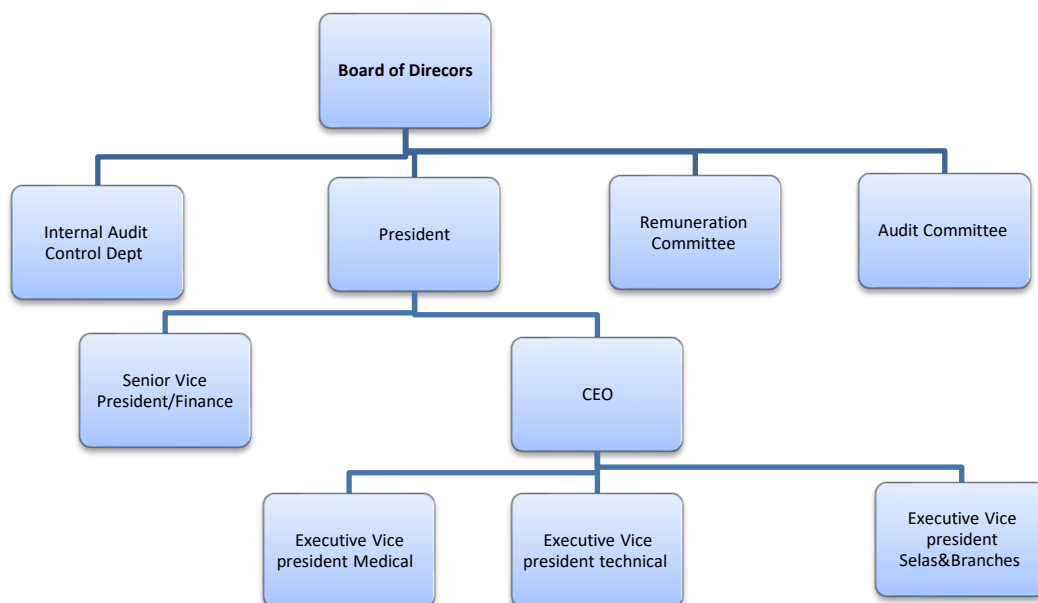 Board of Direcors
Internal Audit
Control Dept
President
Remuneration
Committee
Audit Committee
Senior Vice
President/Finance
CEO
Executive Vice
president Medical
Executive Vice
president technical
Executive Vice
president
Selas&Branches